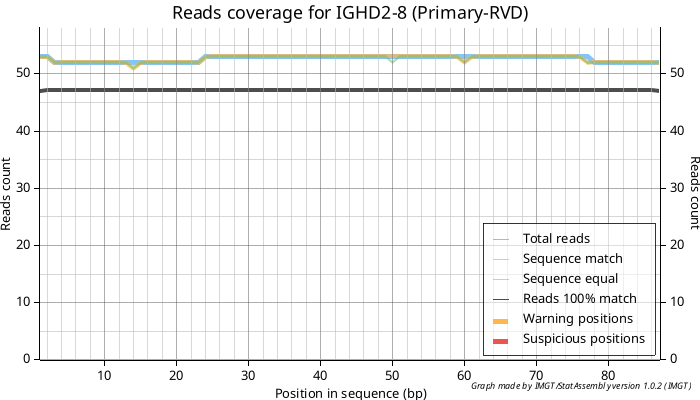 Reads coverage for IGHD2-8 (Primary-RVD)
Reads count
50
40
30
20
10
0
50
40
30
20
10
0
Reads count
Total reads
Sequence match
Sequence equal
Reads 100% match
Warning positions
Suspicious positions
10 20 30 40 50 60 70 80
Position in sequence (bp)
Graph made by IMGT/StatAssembly version 1.0.2 (IMGT)